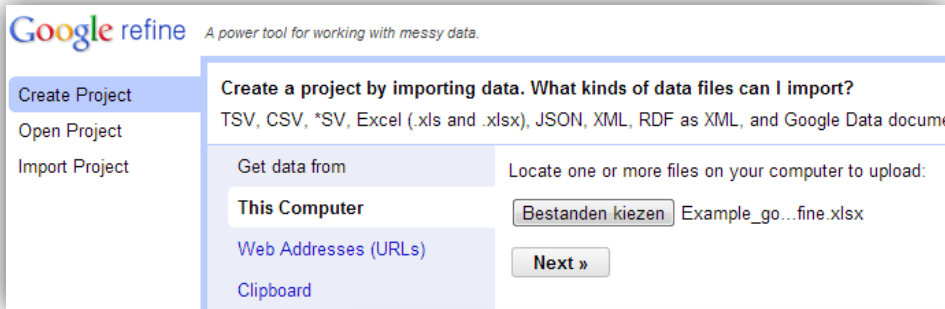 Google refine A power tool for working with messy data.
Create Project
Open Project
Import Project
Create a project by importing data. What kinds of data files can I import?
TSV, CSV, *SV, Excel (.xls and .xlsx), JSON, XML, RDF as XML, and Google Data
Get data from
This Computer
Web Addresses (URLs)
Clipboard
Locate one or more files on your computer to upload:
Bestanden kiezen Example_go...fine.xlsx
Next »